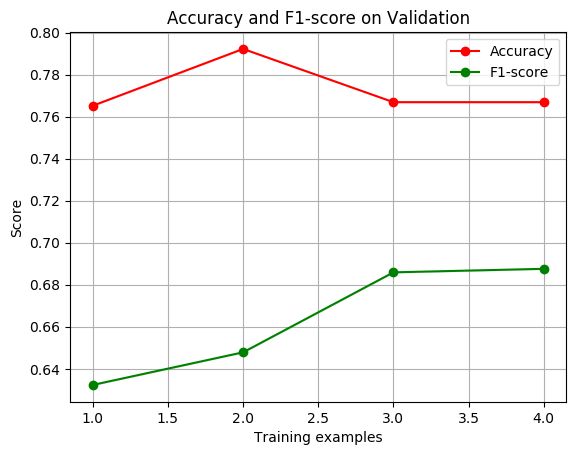 Accuracy and F1-score on Validation
Accuracy
F1-score
Score
0.80
0.78
0.76
0.74
0.72
0.70
0.68
0.66
0.64
1.0 1.5 2.0 2.5 3.0 3.5 4.0
Training examples